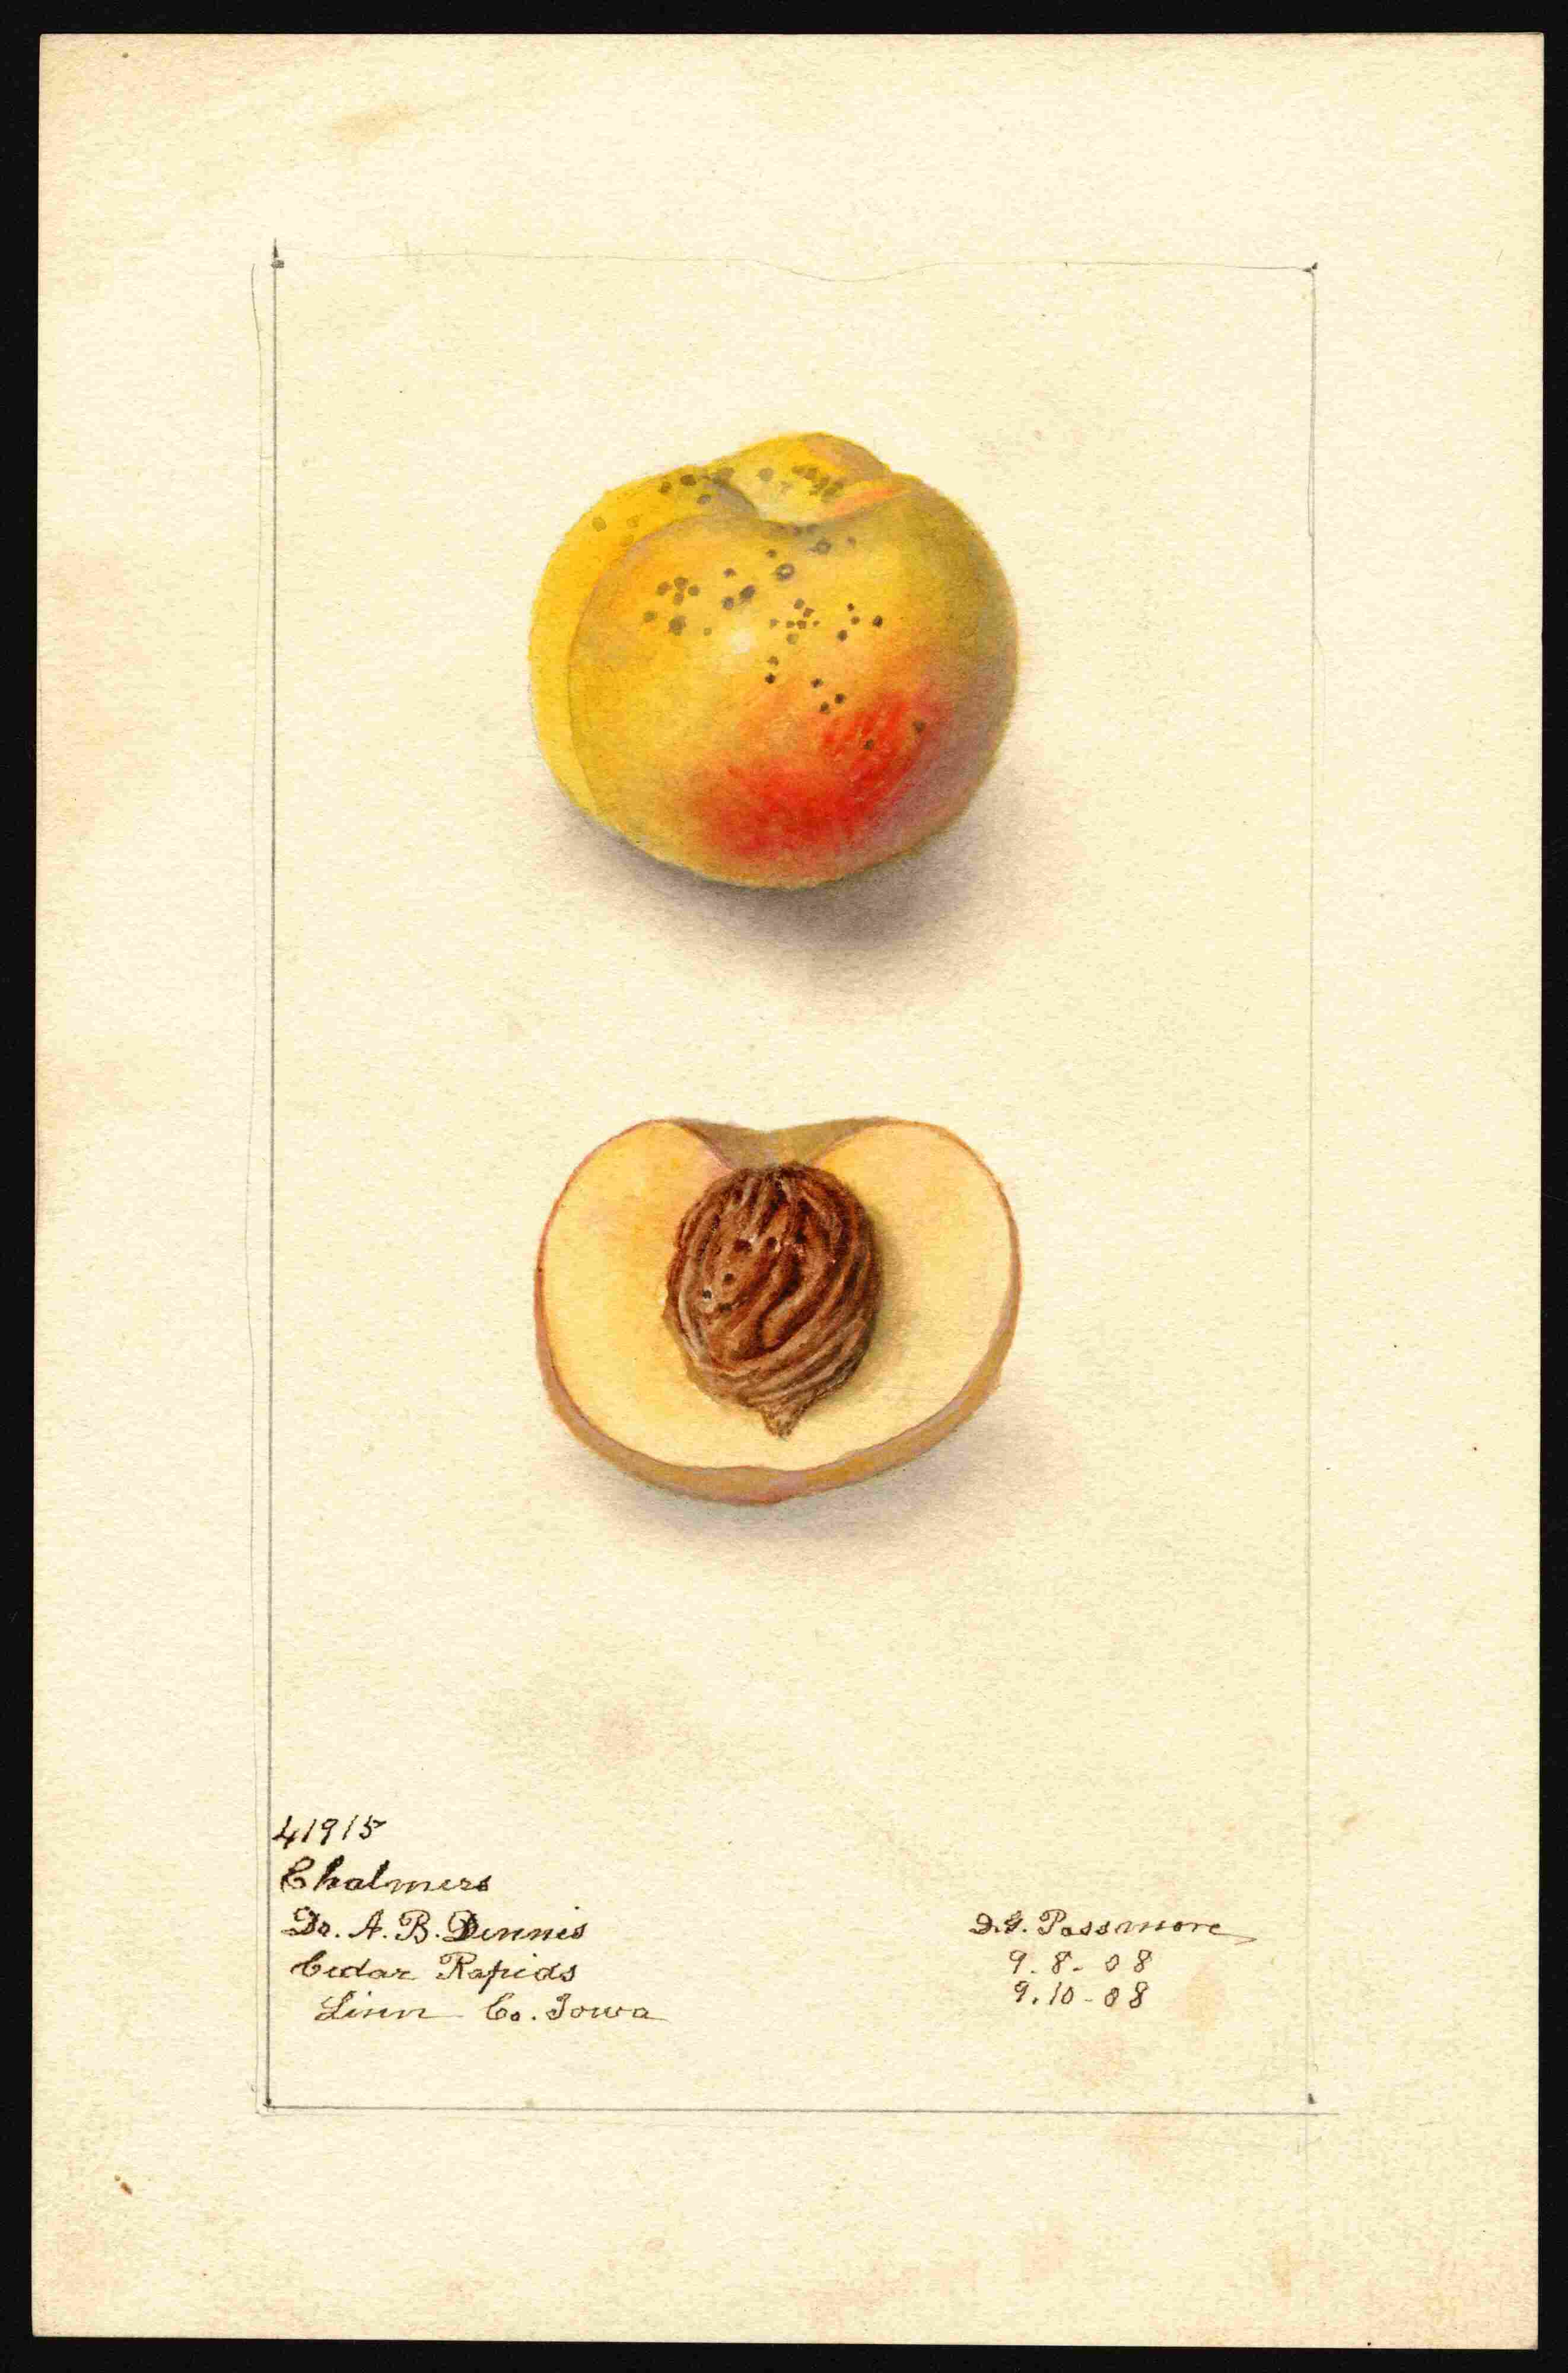 41915
Chalmers
Dr. A. B. Dennis
Cedar Rapids
Linn Co. Iowa
D. G. Passmore
9. 8. 08
9. 10 - 08